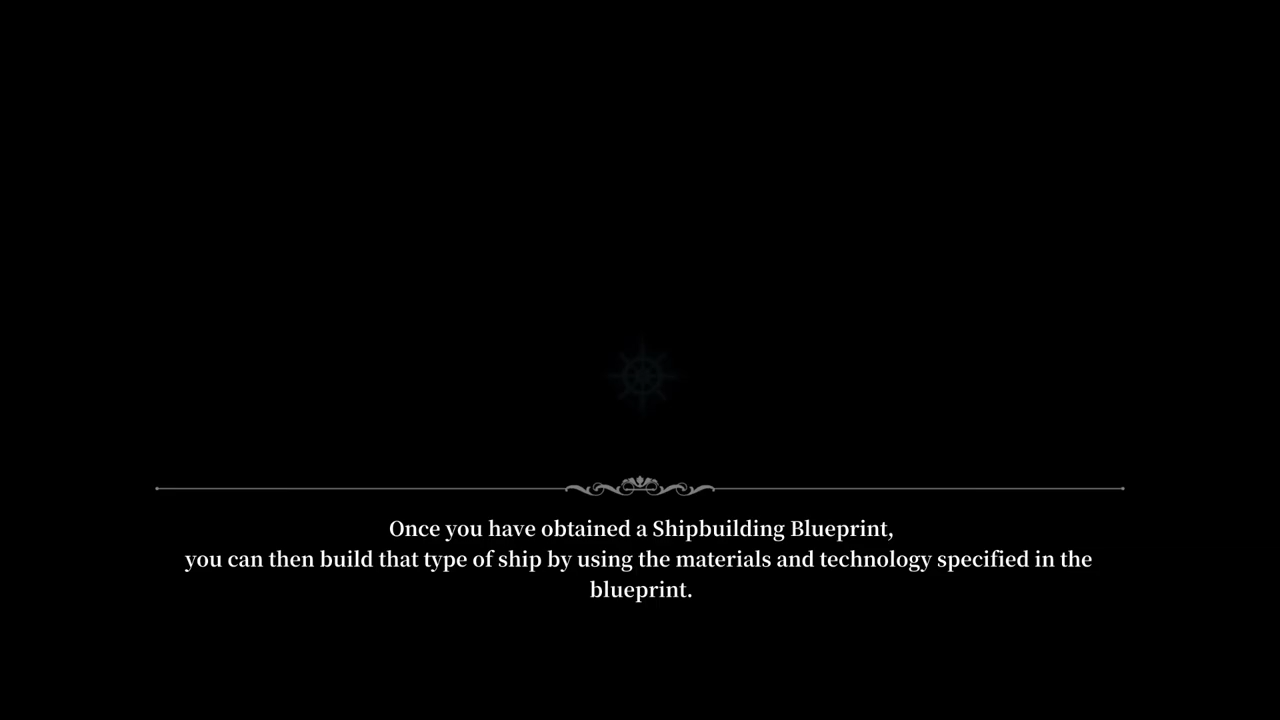 Once you have obtained a Shipbuilding Blueprint,
you can then build that type of ship by using the materials and technology specified in the
blueprint.